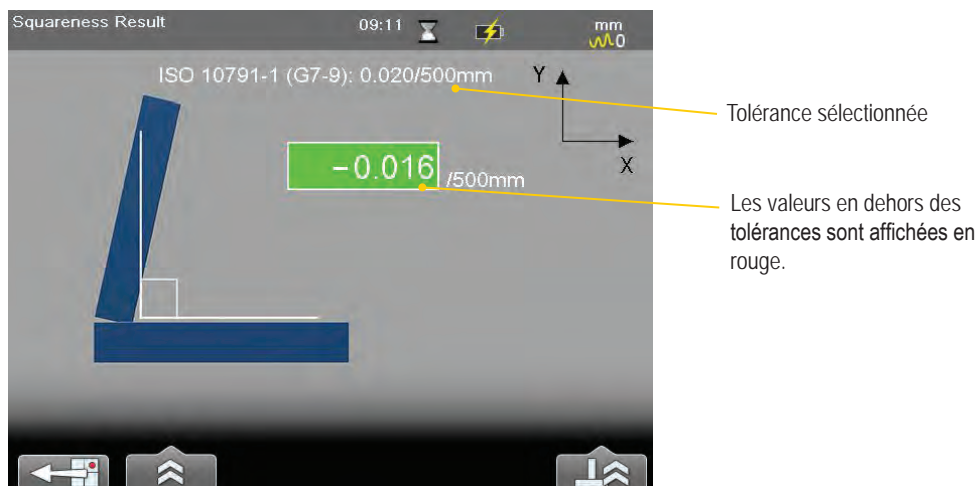 Squareness Result
09:11
mm
0
ISO 10791-1 (G7-9): 0.020/500mm
Y
X
Tolérance sélectionnée
−0.016 /500mm
Les valeurs en dehors des
tolérances sont affichées en
rouge.